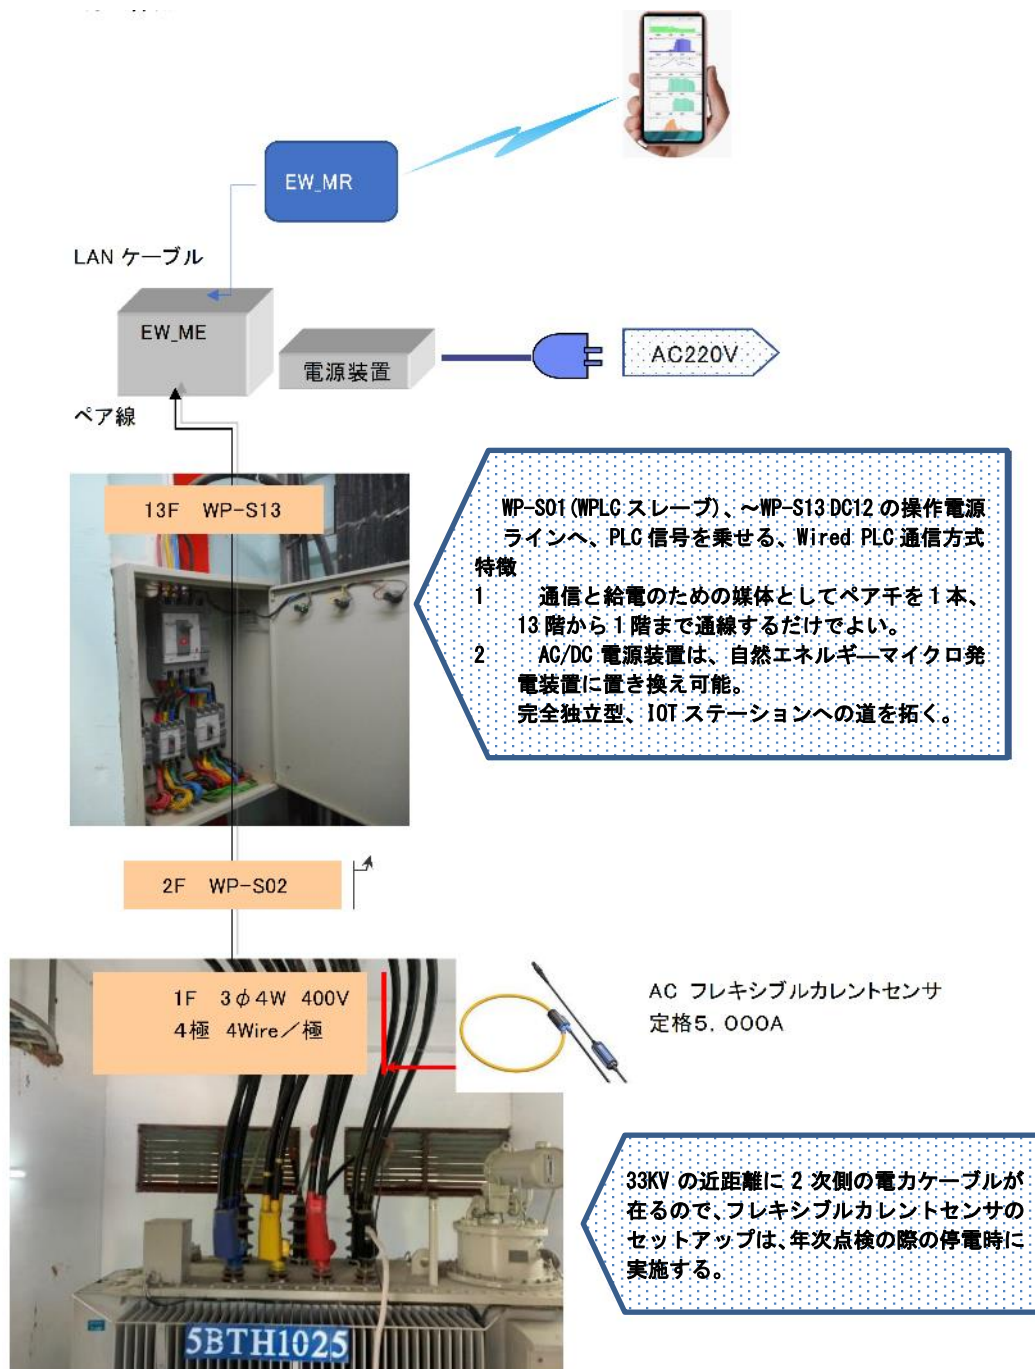 EW_MR
LAN ケーブル
EW_ME
電源装置
AC220V
ペア線
13F WP-S13
WP-S01(WPLC スレーブ)、～WP-S13 DC12 の操作電源
ラインへ、PLC 信号を乗せる、Wired PLC 通信方式
特徴
1 通信と給電のための媒体としてペア千を 1 本、
13 階から 1 階まで通線するだけでよい。
2 AC/DC 電源装置は、自然エネルギ―マイクロ発
電装置に置き換え可能。
完全独立型、IOT ステーションへの道を拓く。
2F WP-S02
1F 3φ4W 400V
4極 4Wire／極
AC フレキシブルカレントセンサ
定格5，000A
33KV の近距離に 2 次側の電力ケーブルが
在るので、フレキシブルカレントセンサの
セットアップは、年次点検の際の停電時に
実施する。
5BTH1025